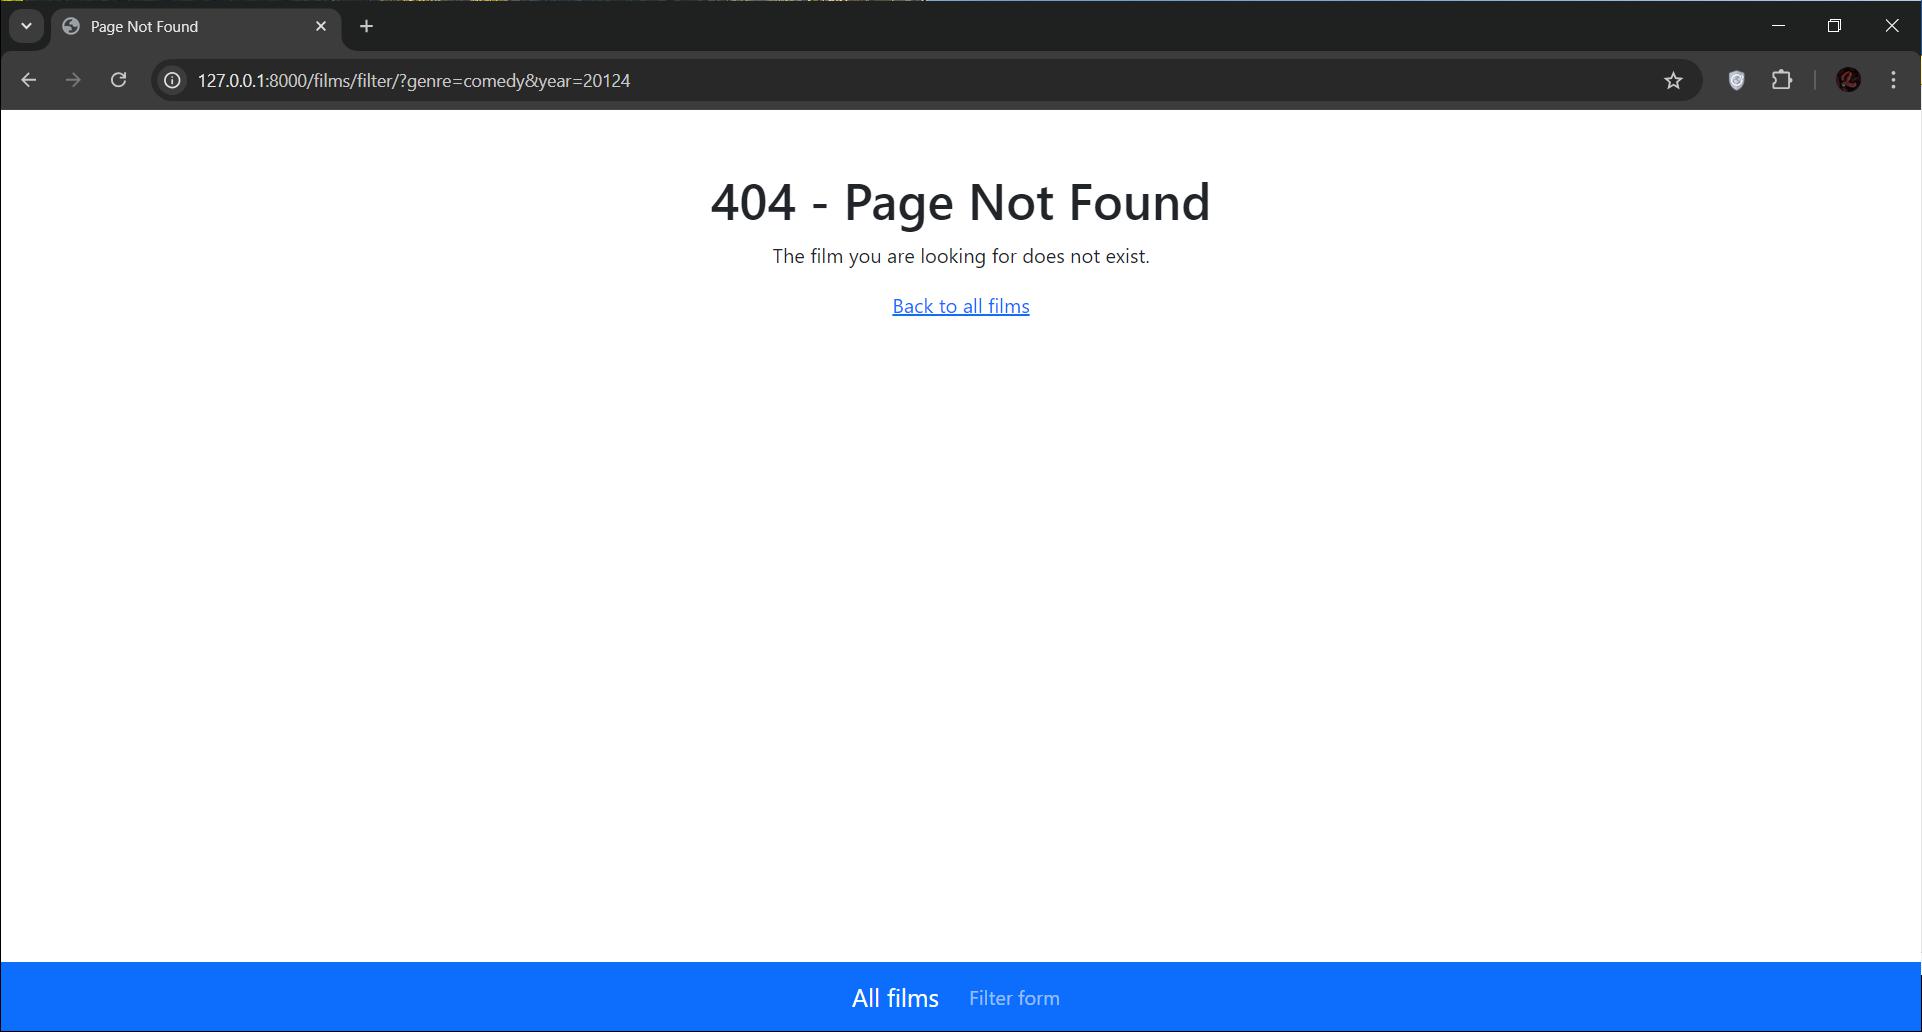 Page Not Found
127.0.0.1:8000/films/filter/?genre=comedy&year=20124
404 - Page Not Found
The film you are looking for does not exist.
Back to all films
All films Filter form